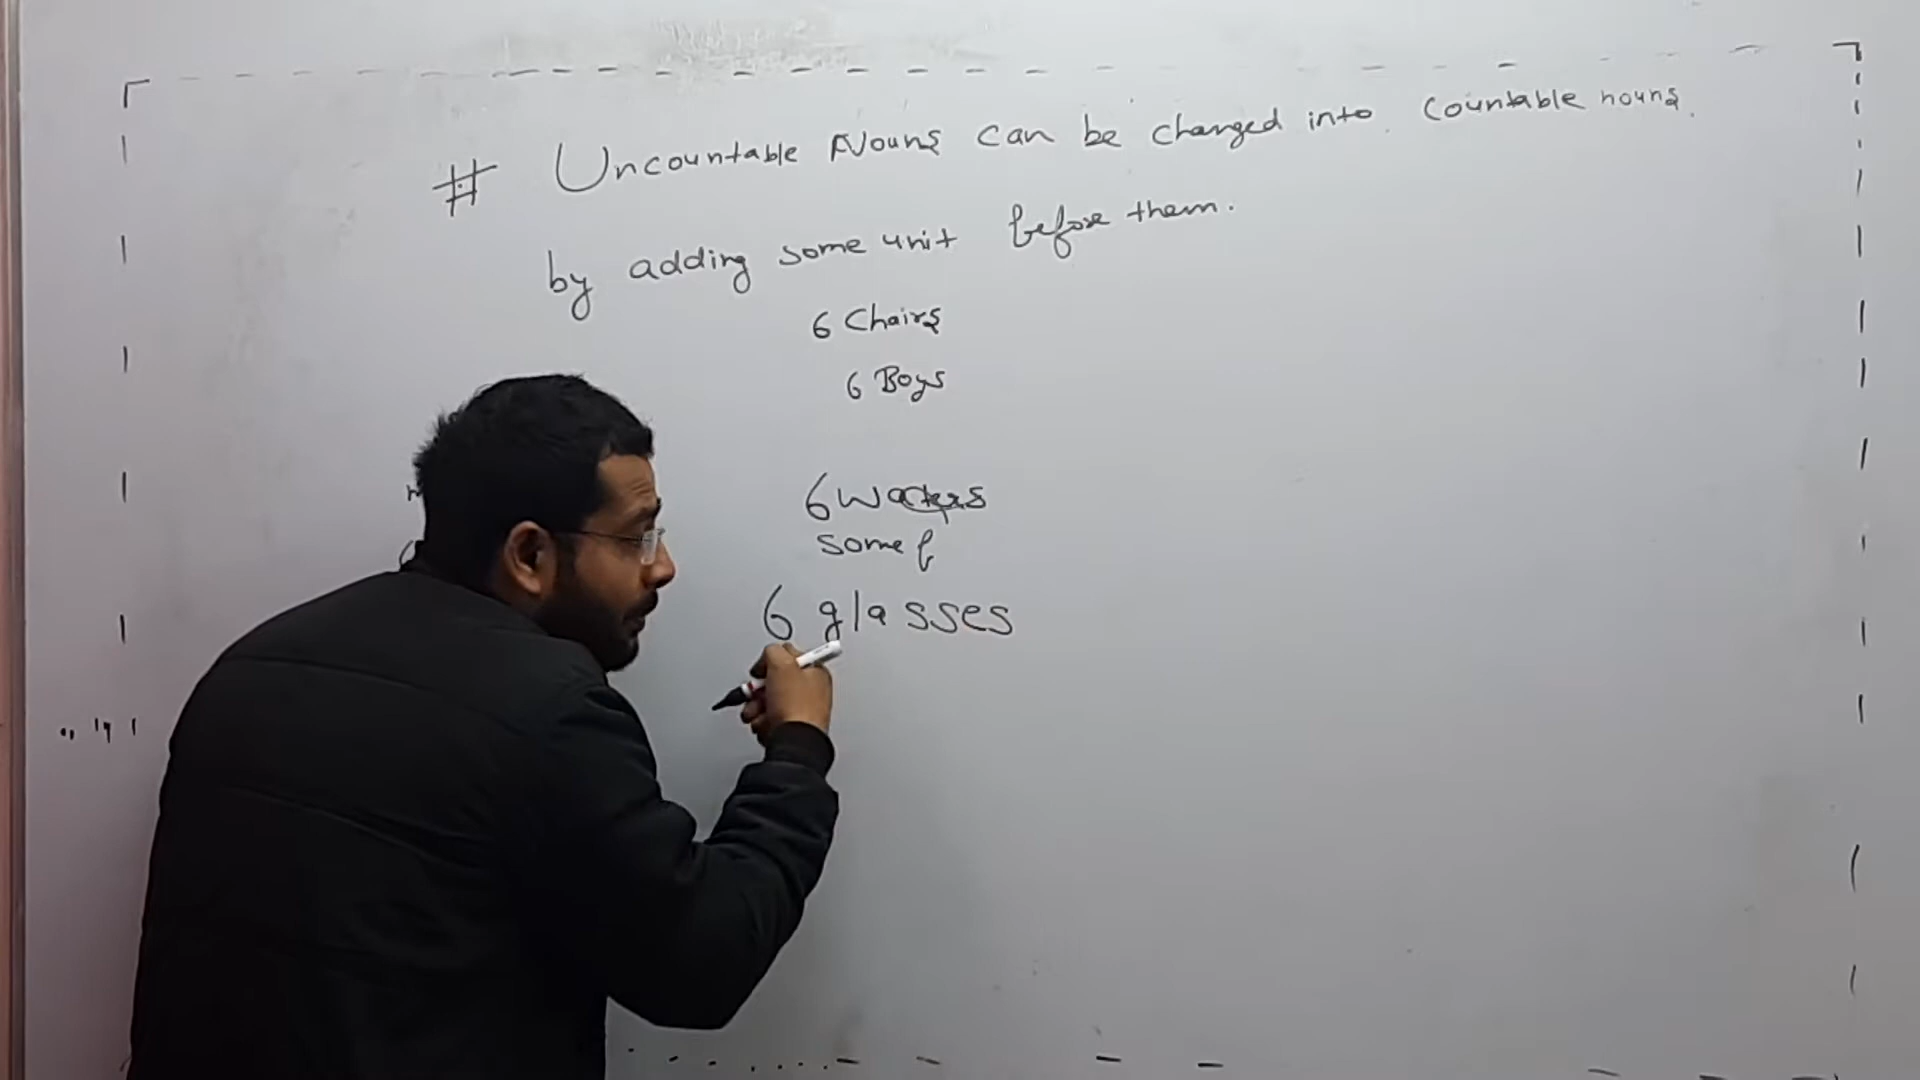 # Uncountable Nouns can be changed into countable nouns.
by adding some unit before them.
6 Chairs
6 Boys
6 waters
some
6 glasses